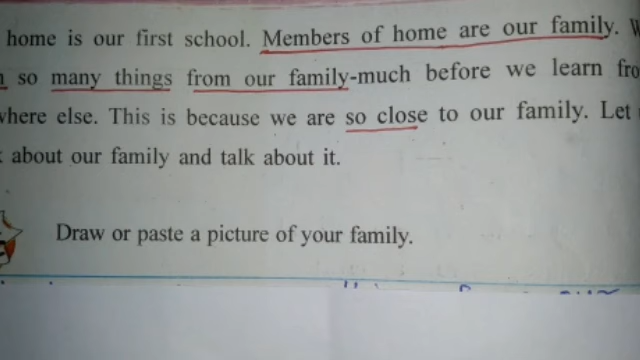 home is our first school. Members of home are our family.
so many things from our family-much before we learn
where else. This is because we are so close to our family. Let
about our family and talk about it.
Draw or paste a picture of your family.